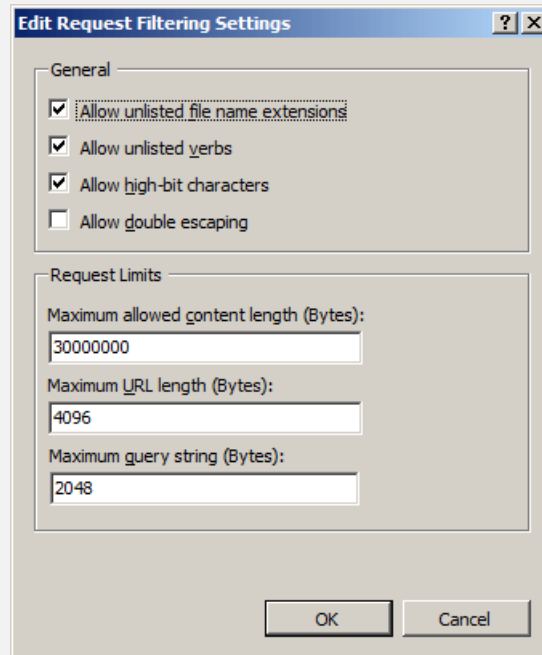 Edit Request Filtering Settings
General
Allow unlisted file name extensions
Allow unlisted verbs
Allow high-bit characters
Allow double escaping
Request Limits
Maximum allowed content length (Bytes):
30000000
Maximum URL length (Bytes):
4096
Maximum query string (Bytes):
2048
OK Cancel